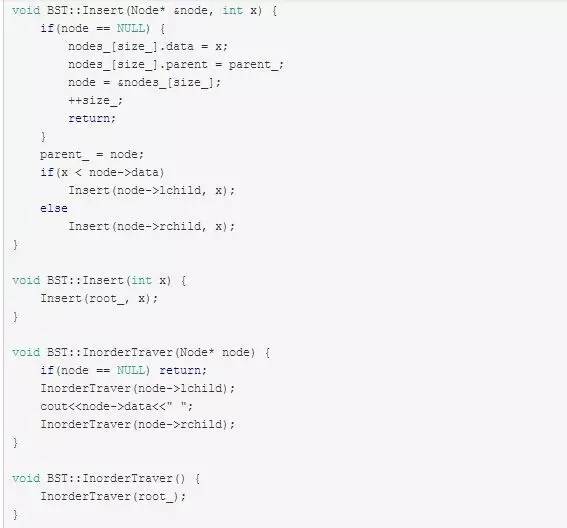 void BST::Insert(Node* &node, int x) {
    if(node == NULL) {
        nodes_[size_].data = x;
        nodes_[size_].parent = parent_;
        node = &nodes_[size_];
        ++size_;
        return;
    }
    parent_ = node;
    if(x < node->data)
        Insert(node->lchild, x);
    else
        Insert(node->rchild, x);
}

void BST::Insert(int x) {
    Insert(root_, x);
}

void BST::InorderTraver(Node* node) {
    if(node == NULL) return;
    InorderTraver(node->lchild);
    cout<<node->data<<" ";
    InorderTraver(node->rchild);
}

void BST::InorderTraver() {
    InorderTraver(root_);
}